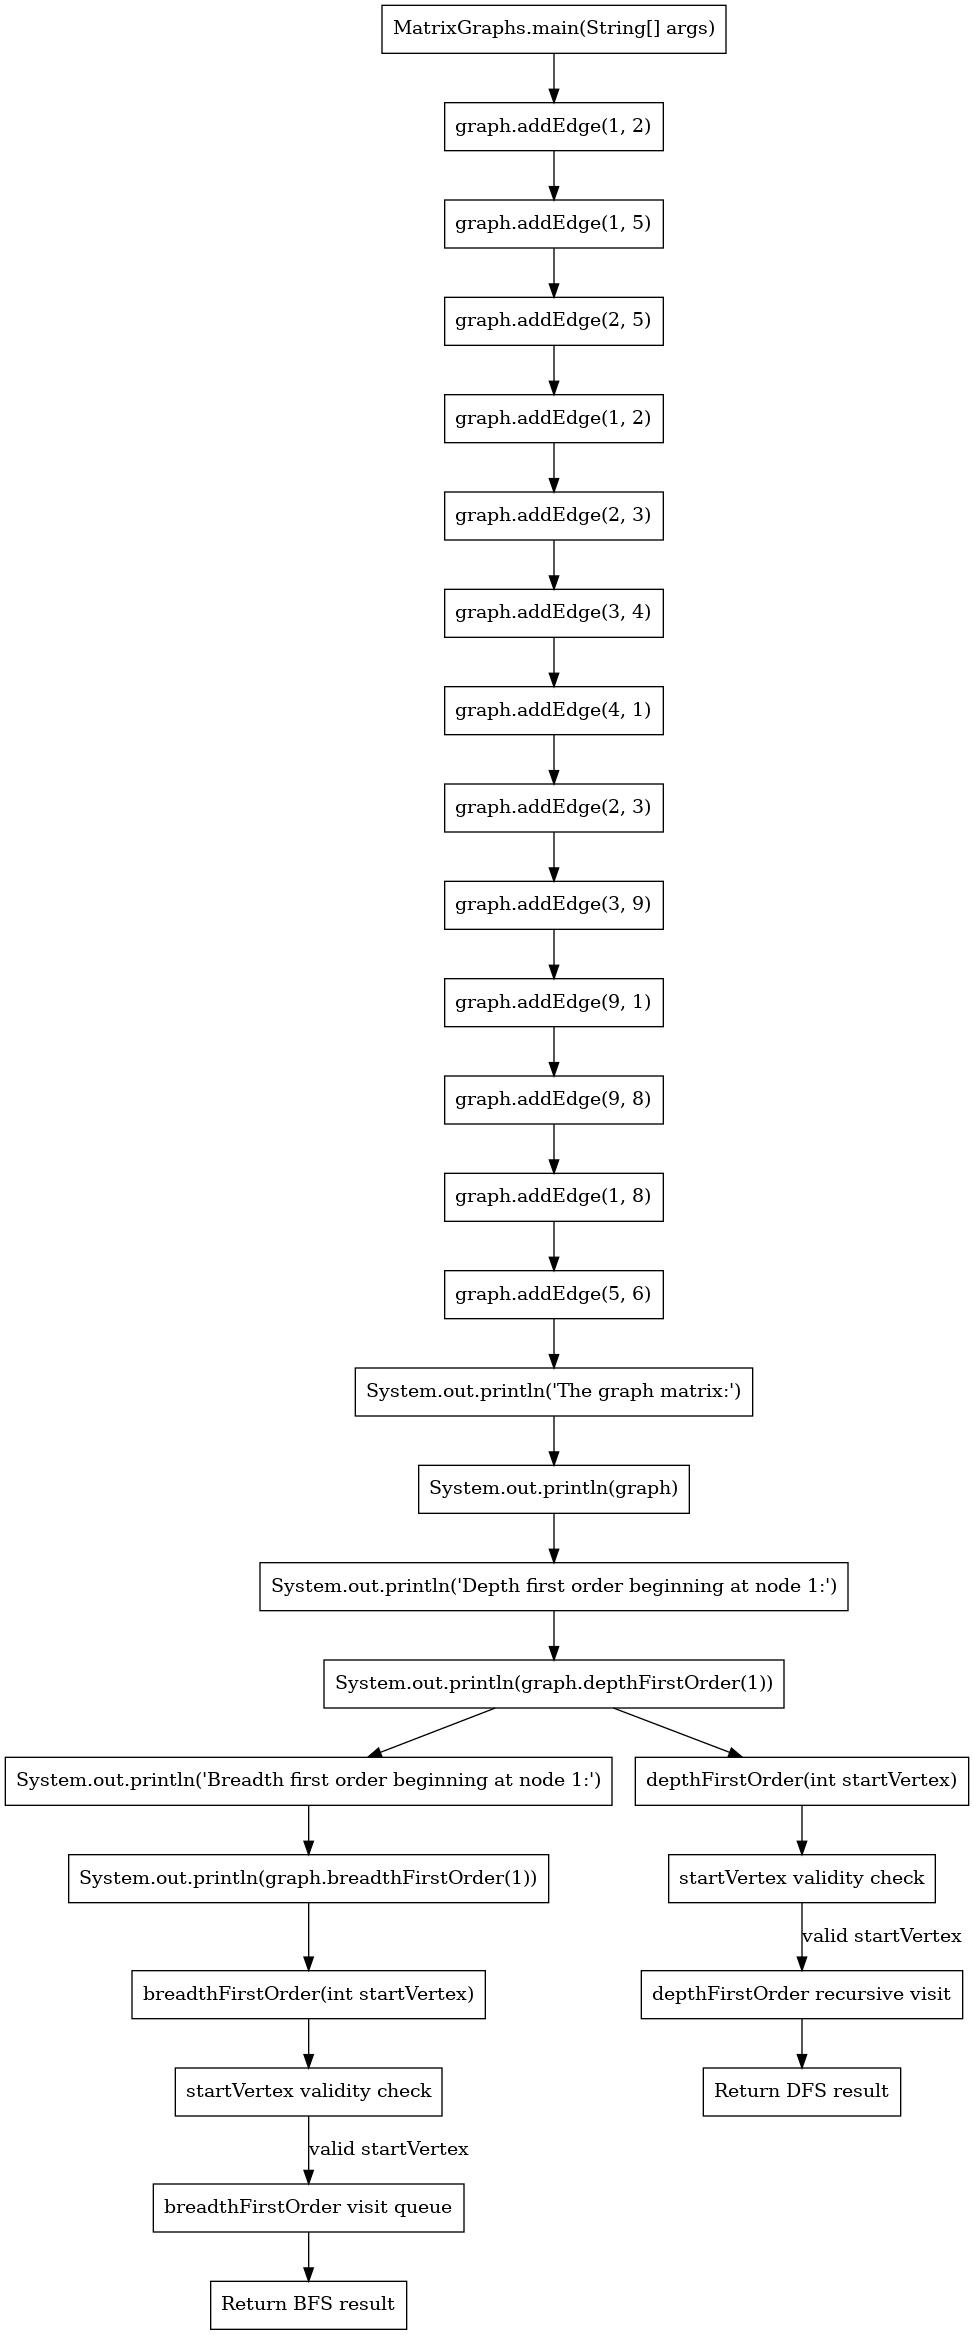 MatrixGraphs.main(String[] args)
graph.addEdge(1, 2)
graph.addEdge(1, 5)
graph.addEdge(2, 5)
graph.addEdge(1, 2)
graph.addEdge(2, 3)
graph.addEdge(3, 4)
graph.addEdge(4, 1)
graph.addEdge(2, 3)
graph.addEdge(3, 9)
graph.addEdge(9, 1)
graph.addEdge(9, 8)
graph.addEdge(1, 8)
graph.addEdge(5, 6)
System.out.println('The graph matrix:')
System.out.println(graph)
System.out.println('Depth first order beginning at node 1:')
System.out.println(graph.depthFirstOrder(1))
System.out.println('Breadth first order beginning at node 1:')
depthFirstOrder(int startVertex)
System.out.println(graph.breadthFirstOrder(1))
startVertex validity check
valid startVertex
breadthFirstOrder(int startVertex)
depthFirstOrder recursive visit
startVertex validity check
Return DFS result
valid startVertex
breadthFirstOrder visit queue
Return BFS result